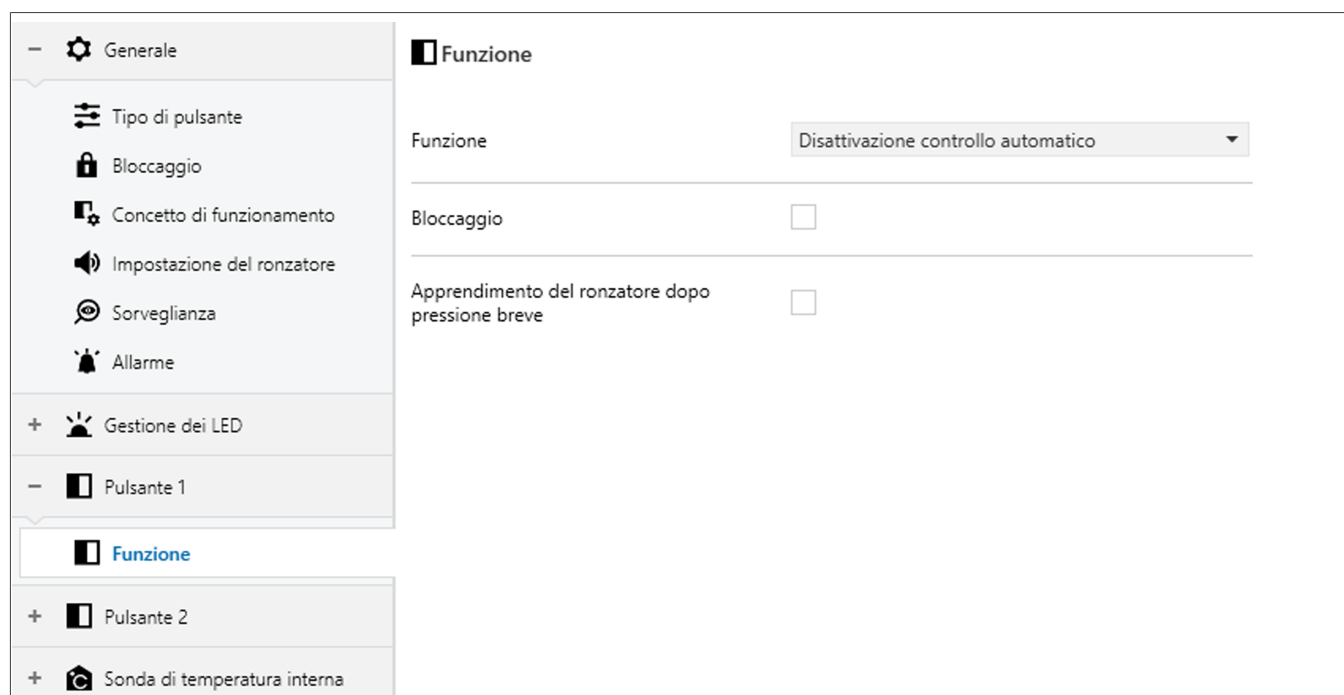 Generale
Tipo di pulsante
Bloccaggio
Concetto di funzionamento
Impostazione del ronzatore
Sorveglianza
Allarme
Gestione dei LED
Pulsante 1
Funzione
Pulsante 2
Sonda di temperatura interna
Funzione
Funzione
Disattivazione controllo automatico
Bloccaggio
Apprendimento del ronzatore dopo
pressione breve